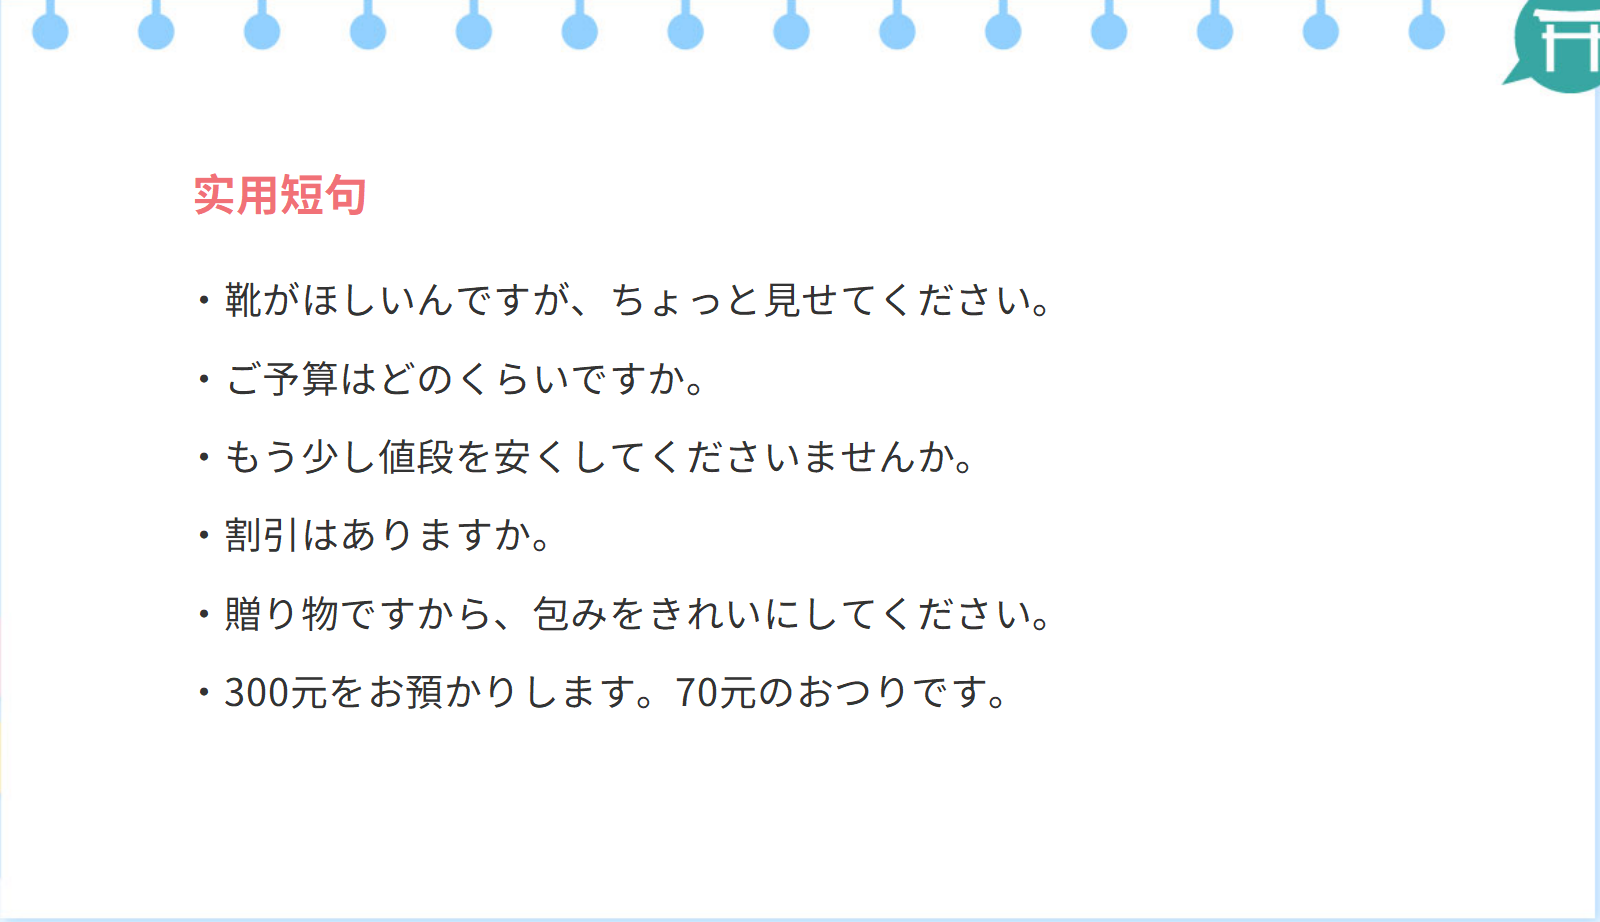 实用短句
・靴がほしいんですが、ちょっと見せてください。
・ご予算はどのくらいですか。
・もう少し値段を安くしてくださいませんか。
・割引はありますか。
・贈り物ですから、包みをきれいにしてください。
・300元をお預かりします。70元のおつりです。